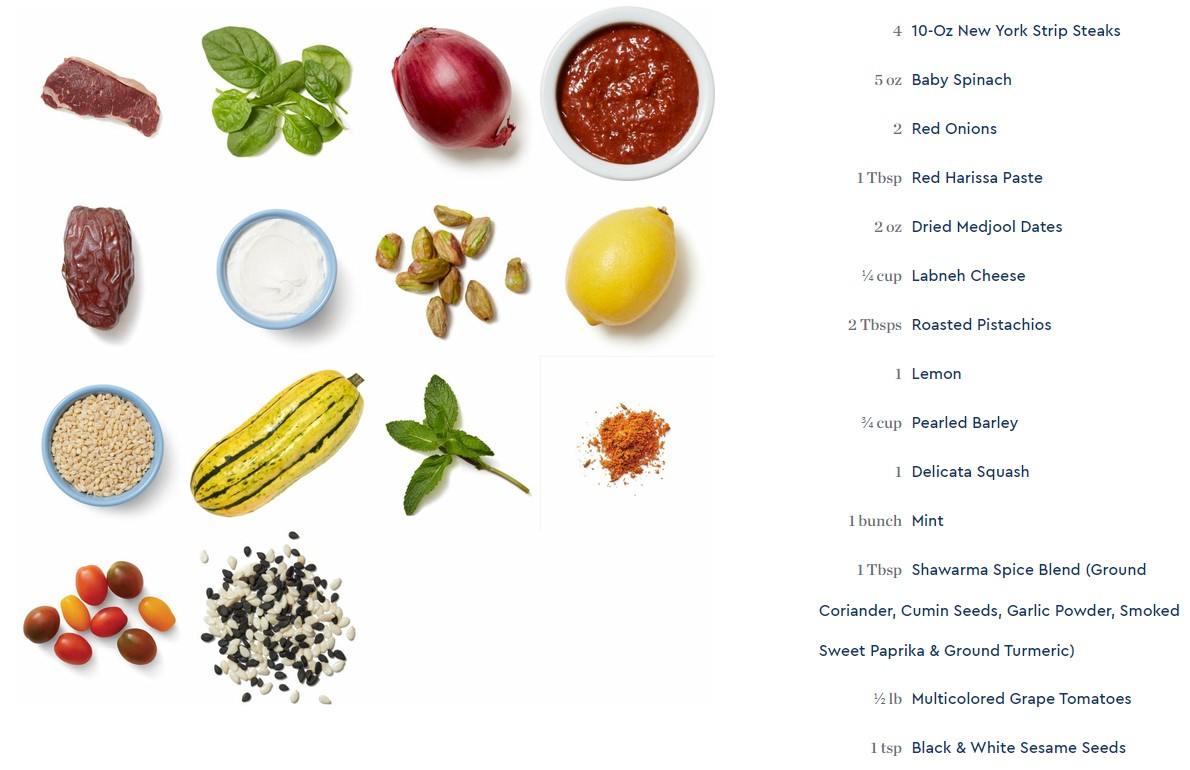 4 10-Oz New York Strip Steaks
5 oz Baby Spinach
2 Red Onions
1 Tbsp Red Harissa Paste
2 oz Dried Medjool Dates
¼ cup Labneh Cheese
2 Tbsps Roasted Pistachios
1 Lemon
¾ cup Pearled Barley
1 Delicata Squash
1 bunch Mint
1 Tbsp Shawarma Spice Blend (Ground
Coriander, Cumin Seeds, Garlic Powder, Smoked
Sweet Paprika & Ground Turmeric)
½ lb Multicolored Grape Tomatoes
1 tsp Black & White Sesame Seeds